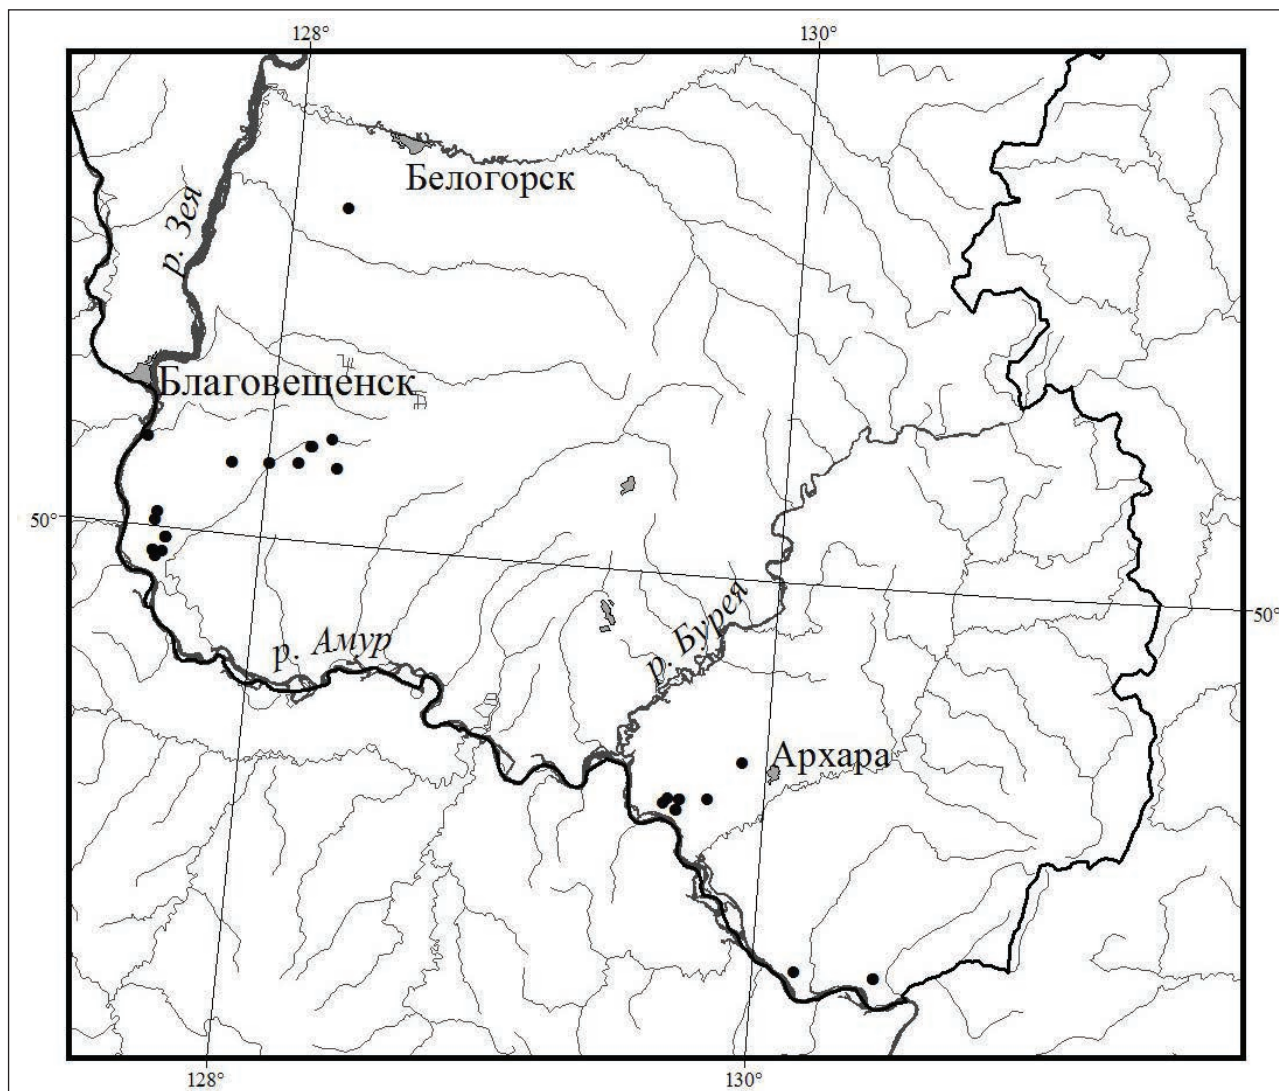 128°
130°
Белогорск
р. Зея
Благовещенск
50°
р. Бурея
50°
р. Амур
Архара
128°
130°